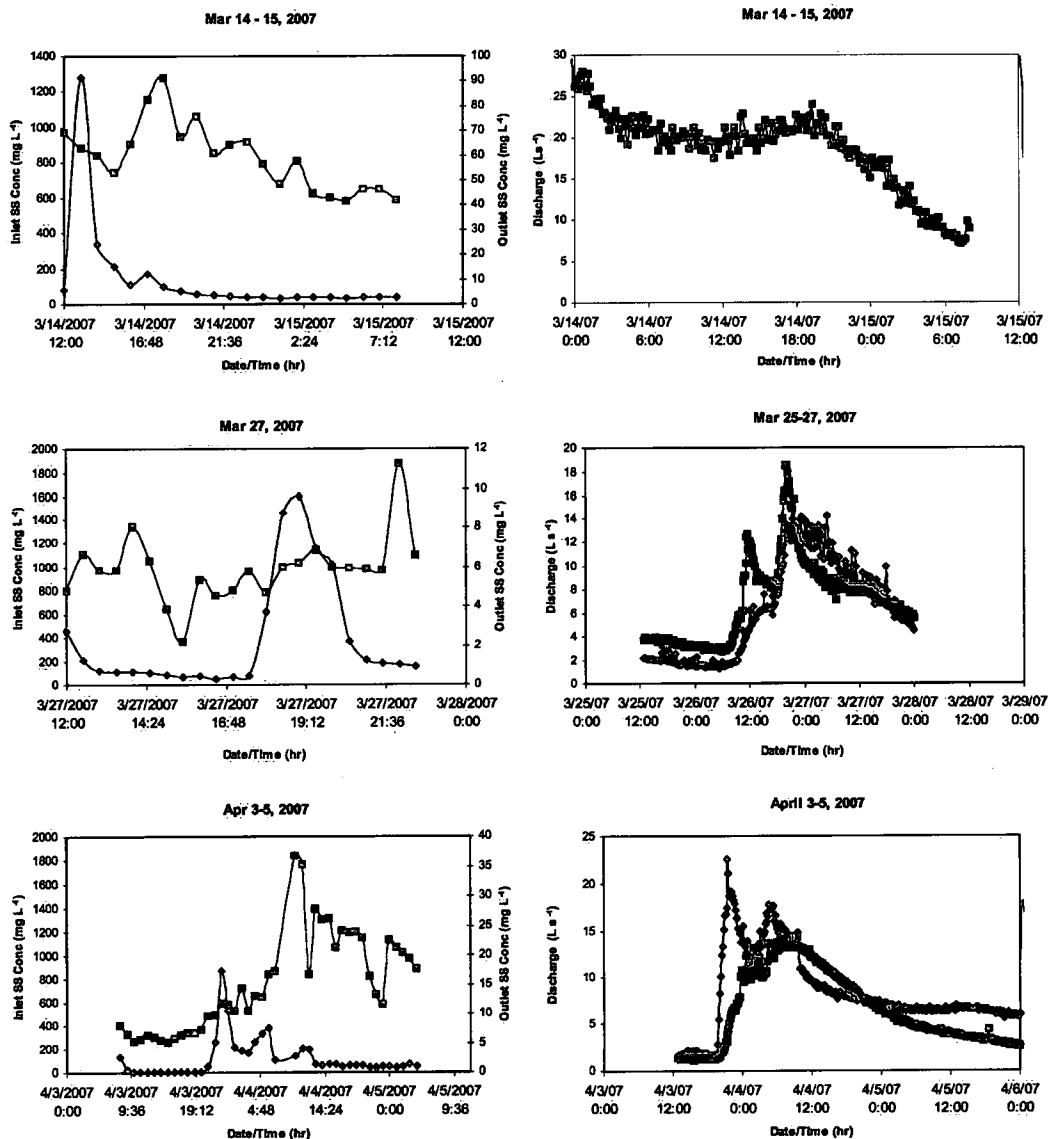 Mar 14 - 15, 2007
1400
1200
1000
800
600
400
200
0
Inlet SS Conc (mg L⁻¹)
100
90
80
70
60
50
40
30
20
10
0
Outlet SS Conc (mg L⁻¹)
3/14/2007 3/14/2007 3/14/2007 3/15/2007 3/15/2007 3/15/2007
12:00 16:48 21:36 2:24 7:12 12:00
Date/Time (hr)
Mar 14 - 15, 2007
30
25
20
15
10
5
0
Discharge (Ls⁻¹)
3/14/07 3/14/07 3/14/07 3/14/07 3/15/07 3/15/07 3/15/07
0:00 6:00 12:00 18:00 0:00 6:00 12:00
Date/Time (hr)
Mar 27, 2007
2000
1800
1600
1400
1200
1000
800
600
400
200
0
Inlet SS Conc (mg L⁻¹)
12
10
8
6
4
2
0
Outlet SS Conc (mg L⁻¹)
3/27/2007 3/27/2007 3/27/2007 3/27/2007 3/27/2007 3/28/2007
12:00 14:24 16:48 19:12 21:36 0:00
Date/Time (hr)
Mar 25-27, 2007
20
18
16
14
12
10
8
6
4
2
0
Discharge (L s⁻¹)
3/25/07 3/25/07 3/26/07 3/26/07 3/27/07 3/27/07 3/28/07 3/28/07 3/29/07
0:00 12:00 0:00 12:00 0:00 12:00 0:00 12:00 0:00
Date/Time (hr)
Apr 3-5, 2007
2000
1800
1600
1400
1200
1000
800
600
400
200
0
Inlet SS Conc (mg L⁻¹)
40
35
30
25
20
15
10
5
0
Outlet SS Conc (mg L⁻¹)
4/3/2007 4/3/2007 4/3/2007 4/4/2007 4/4/2007 4/5/2007 4/5/2007
0:00 9:36 19:12 4:48 14:24 0:00 9:36
Date/Time (hr)
April 3-5, 2007
25
20
15
10
5
0
Discharge (L s⁻¹)
4/3/07 4/3/07 4/4/07 4/4/07 4/5/07 4/5/07 4/6/07
0:00 12:00 0:00 12:00 0:00 12:00 0:00
Date/Time (hr)